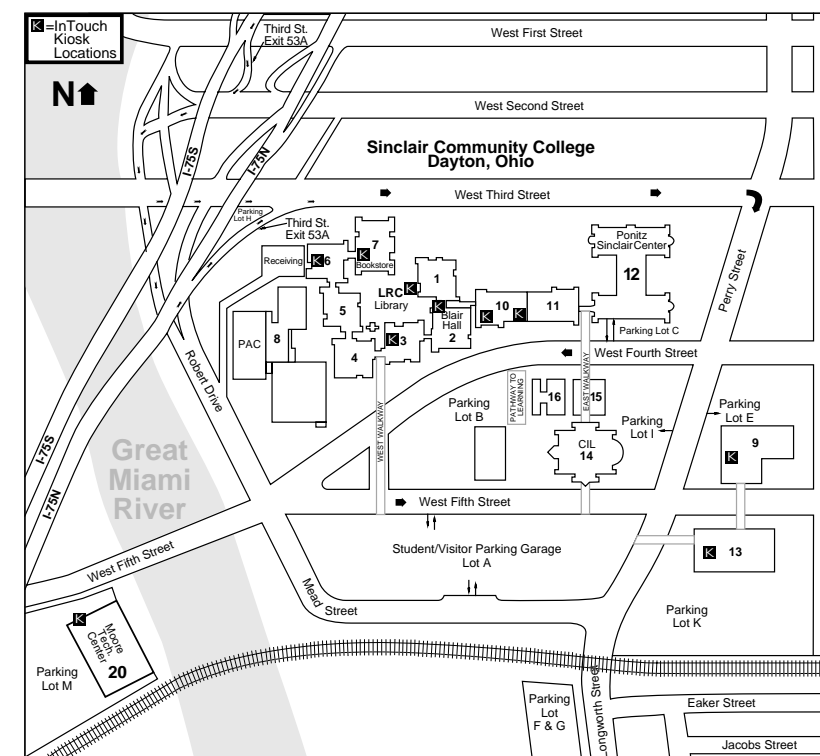 K=InTouch
Kiosk
Locations
N
Third St.
Exit 53A
West First Street
West Second Street
I-75S
I-75N
Sinclair Community College
Dayton, Ohio
West Third Street
Parking
Lot H
Third St.
Exit 53A
Receiving
K 6
7
K
Bookstore
Ponitz
Sinclair Center
12
Perry Street
LRC K
Library
1
K
Blair
Hall
2
10
K K
11
5
K 3
4
PAC
8
Parking Lot C
West Fourth Street
Robert Drive
WEST WALKWAY
EAST WALKWAY
PATHWAY TO
LEARNING
16
15
Parking
Lot B
CIL
14
Parking
Lot I
Parking
Lot E
9
K
I-75S
I-75N
Great
Miami
River
West Fifth Street
West Fifth Street
Student/Visitor Parking Garage
Lot A
K 13
Mead Street
Parking
Lot K
K
Moore
Tech.
Center
20
Parking
Lot M
Parking
Lot
F & G
Longworth Street
Eaker Street
Jacobs Street